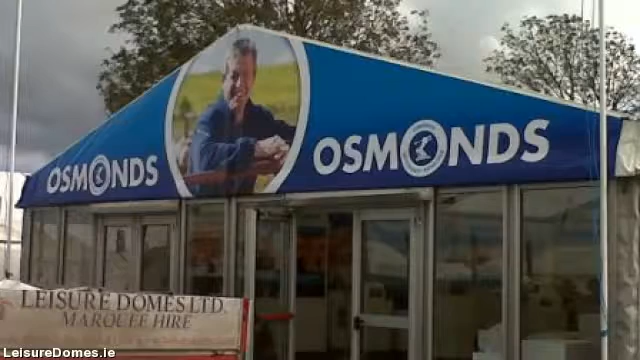 OSMONDS
OSMONDS
LEISURE DOMES LTD.
MARQUEE HIRE
LeisureDomes.ie